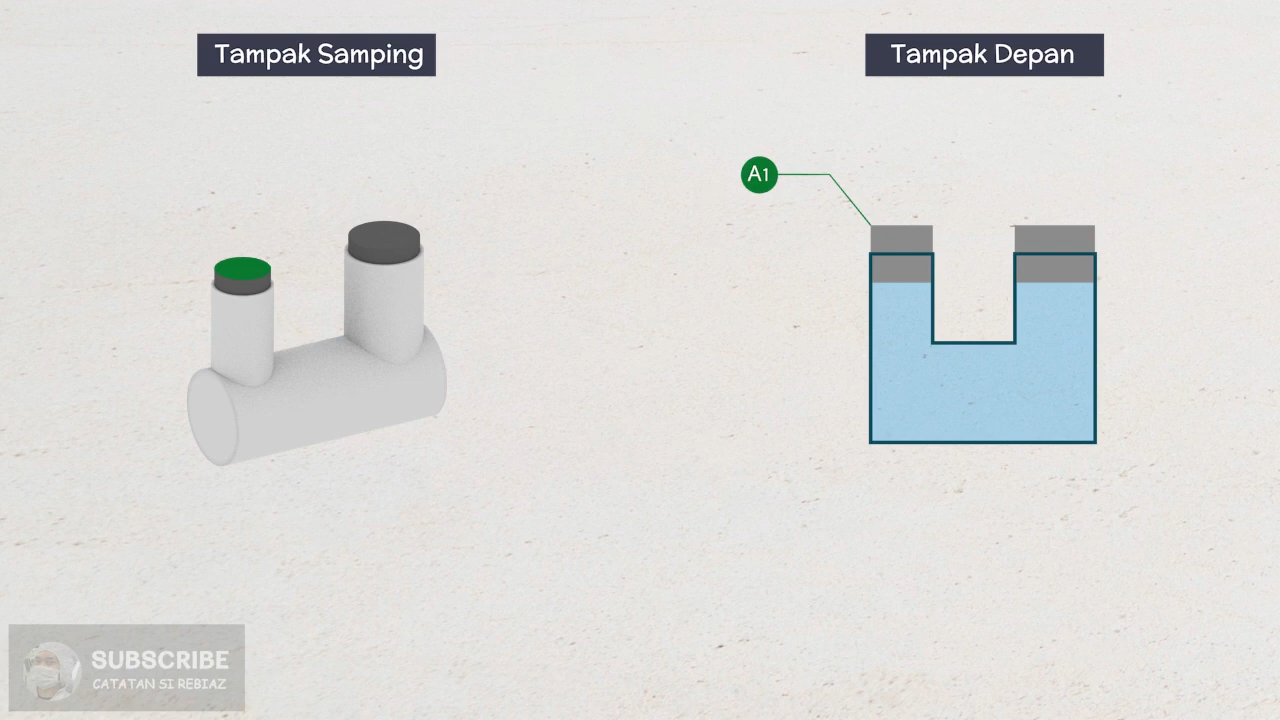 Tampak Samping
Tampak Depan
A1
SUBSCRIBE
CATATAN SI REBIAZ